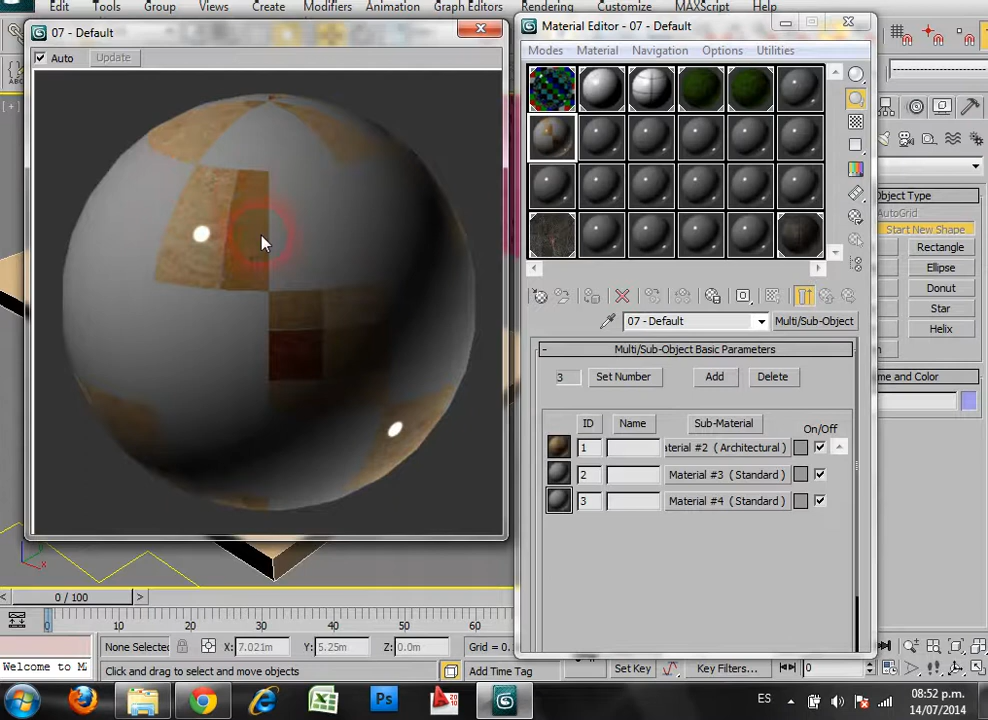 Edit Tools Group Views Create Modifiers Animation Graph Editors Rendering Customize MAXScript Help
07 - Default
Auto Update
[+]
Material Editor - 07 - Default
Modes Material Navigation Options Utilities
07 - Default Multi/Sub-Object
- Multi/Sub-Object Basic Parameters
3 Set Number Add Delete
ID Name Sub-Material On/Off
1 aterial #2 ( Architectural )
2 Material #3 ( Standard )
3 Material #4 ( Standard )
Object Type
AutoGrid
Start New Shape
Rectangle
Ellipse
Donut
Star
Helix
me and Color
x
< 0 / 100 >
0 10 20 30 40 50 60
None Selected X: 7.021m Y: 5.25m Z: 0.0m Grid =
Welcome to M Click and drag to select and move objects Add Time Tag Set Key Key Filters... 0
Ps
ES
08:52 p.m.
14/07/2014